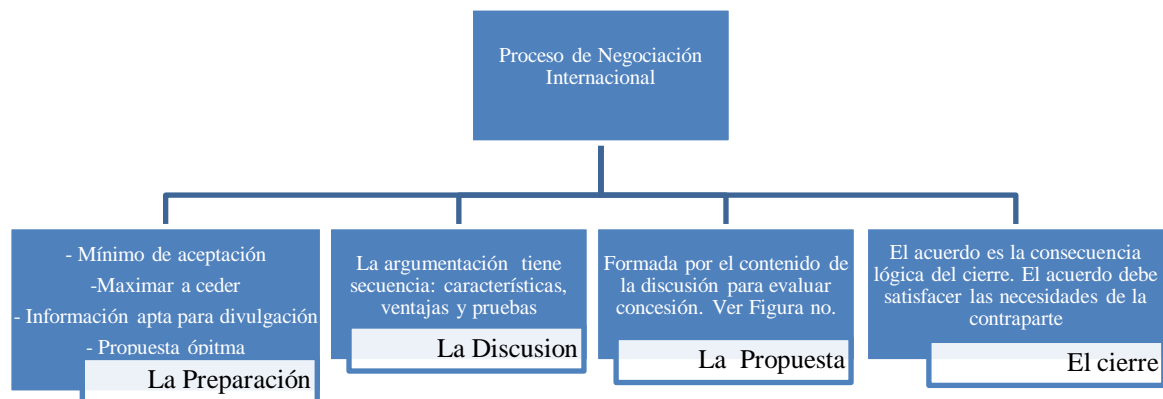 Proceso de Negociación
Internacional
- Mínimo de aceptación
-Maximar a ceder
- Información apta para divulgación
- Propuesta ópitma
La Preparación
La argumentación tiene
secuencia: características,
ventajas y pruebas
La Discusion
Formada por el contenido de
la discusión para evaluar
concesión. Ver Figura no.
La Propuesta
El acuerdo es la consecuencia
lógica del cierre. El acuerdo debe
satisfacer las necesidades de la
contraparte
El cierre